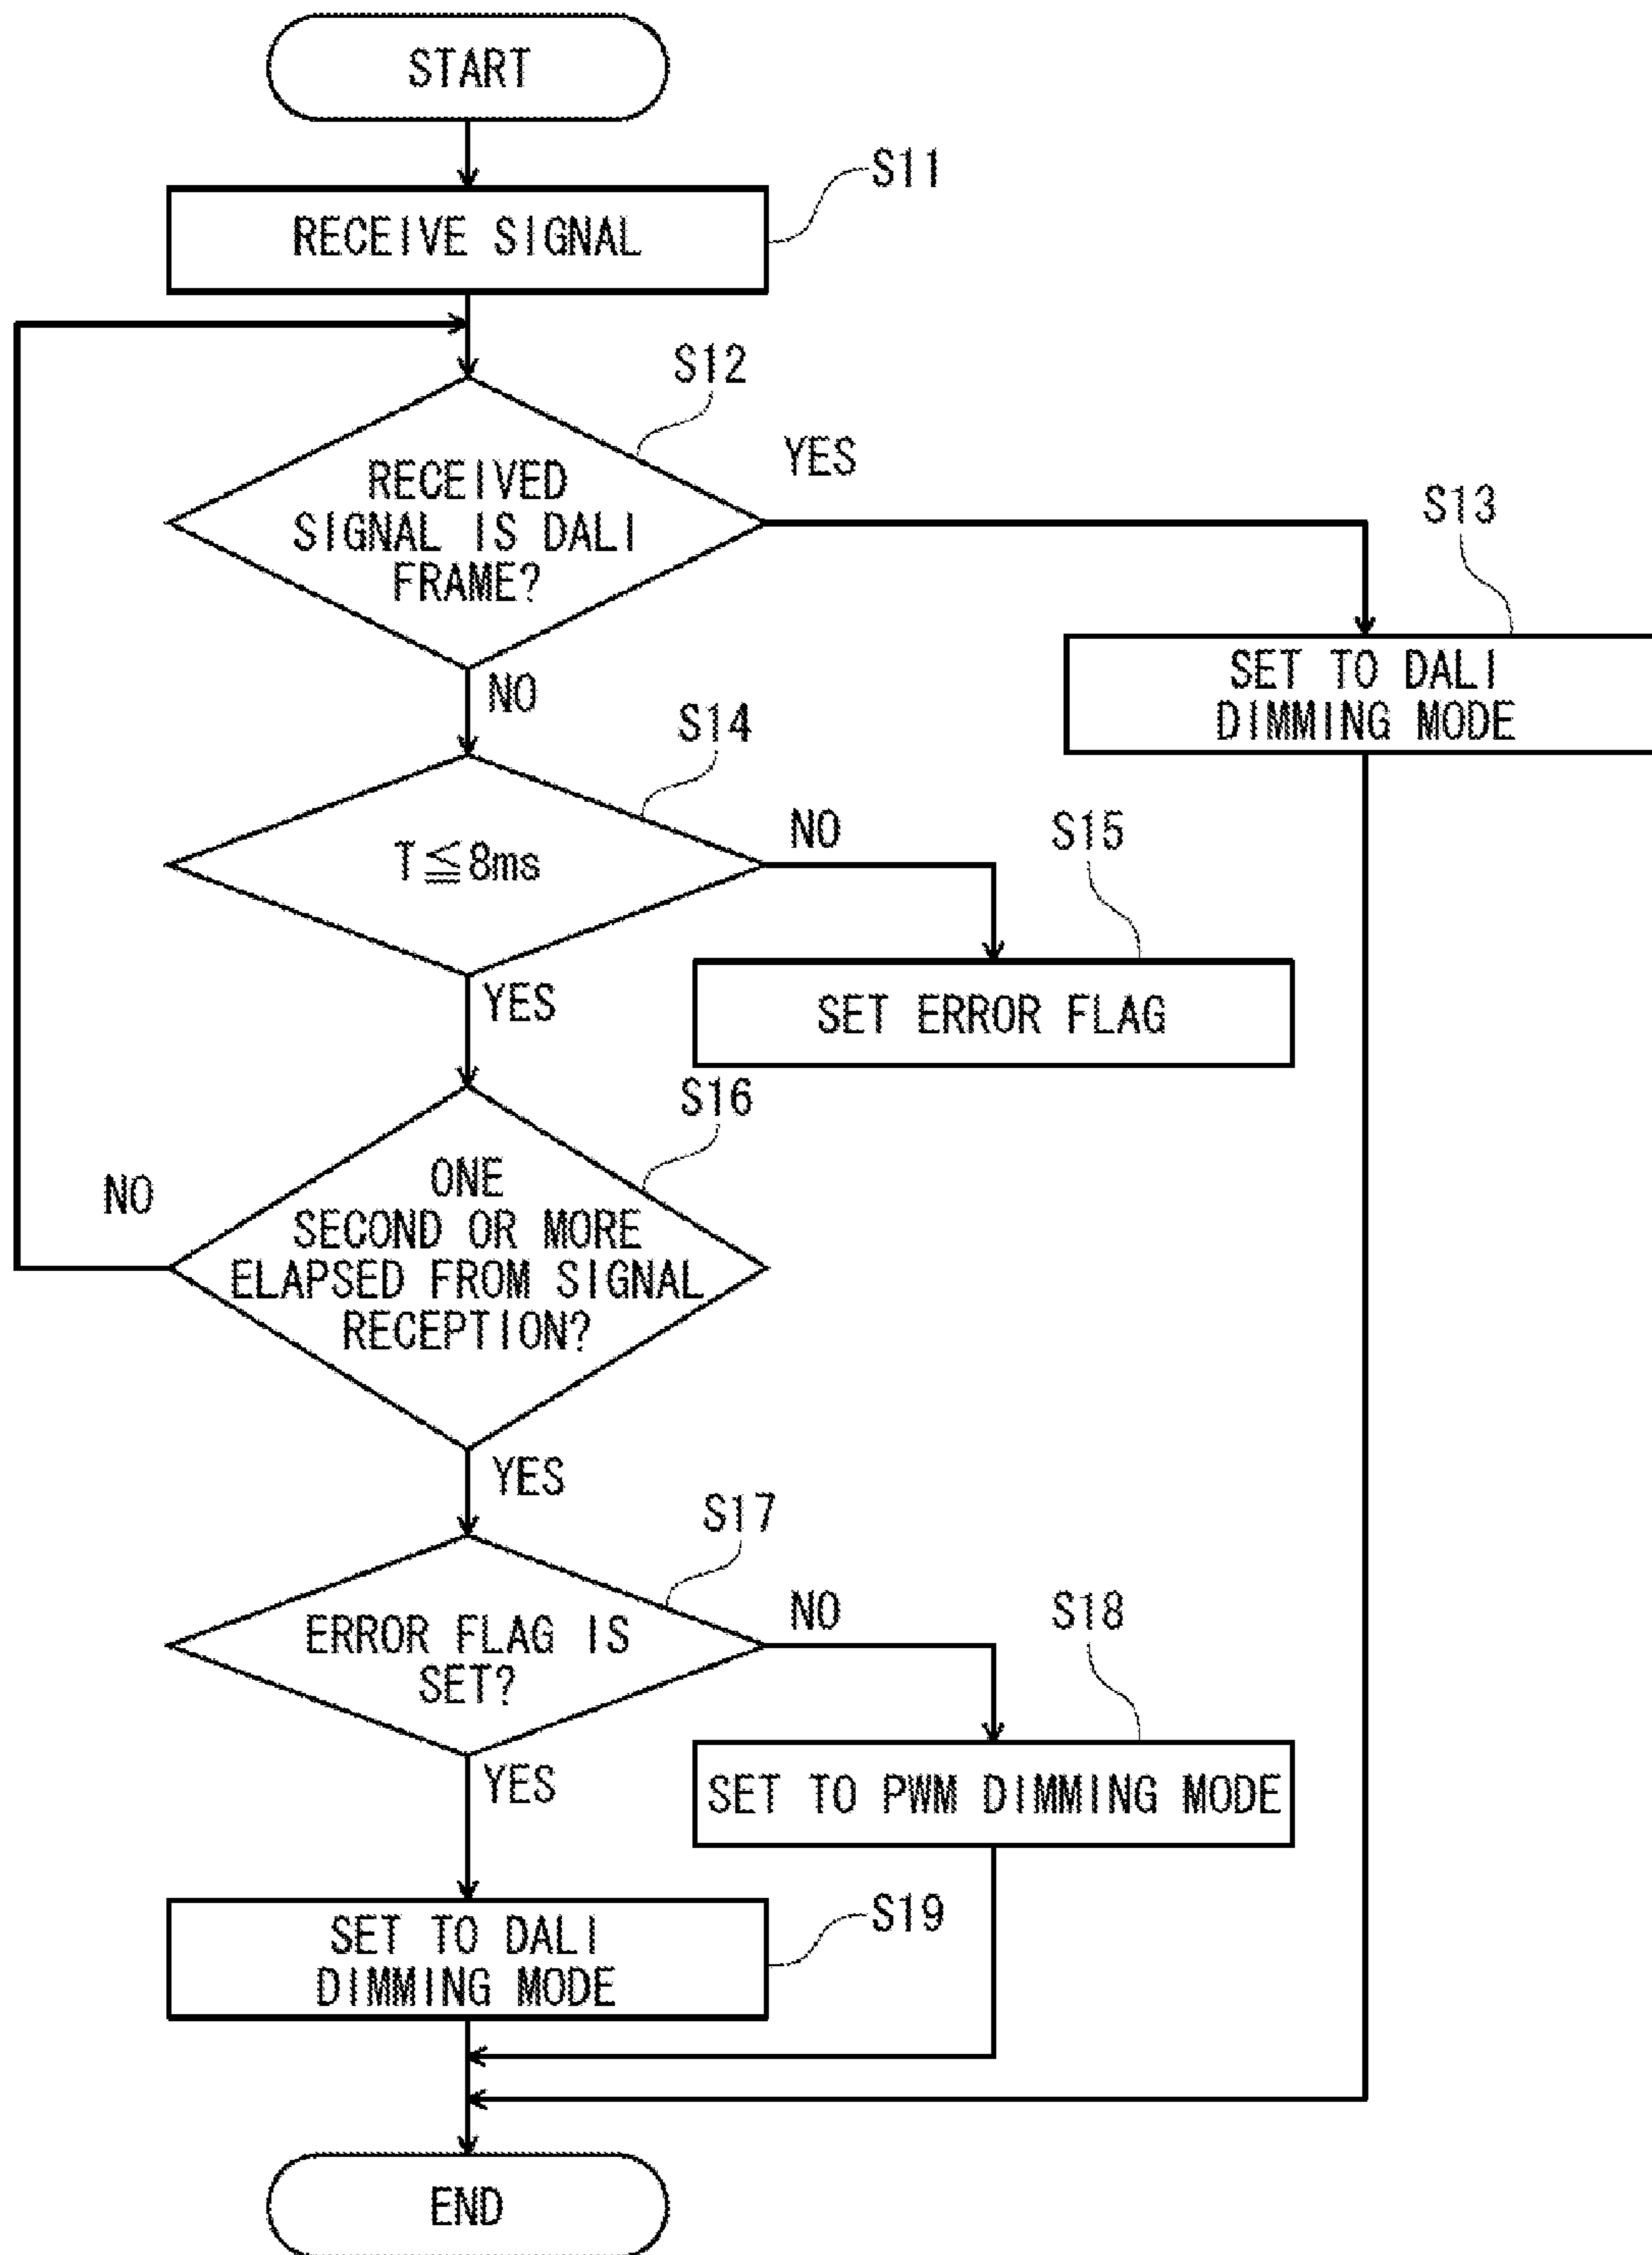 START
S11
RECEIVE SIGNAL
S12
YES
RECEIVED
SIGNAL IS DALI
FRAME?
S13
SET TO DALI
DIMMING MODE
NO
S14
NO
S15
T≦8ms
YES
SET ERROR FLAG
S16
NO
ONE
SECOND OR MORE
ELAPSED FROM SIGNAL
RECEPTION?
YES
S17
NO
S18
ERROR FLAG IS
SET?
YES
SET TO PWM DIMMING MODE
S19
SET TO DALI
DIMMING MODE
END